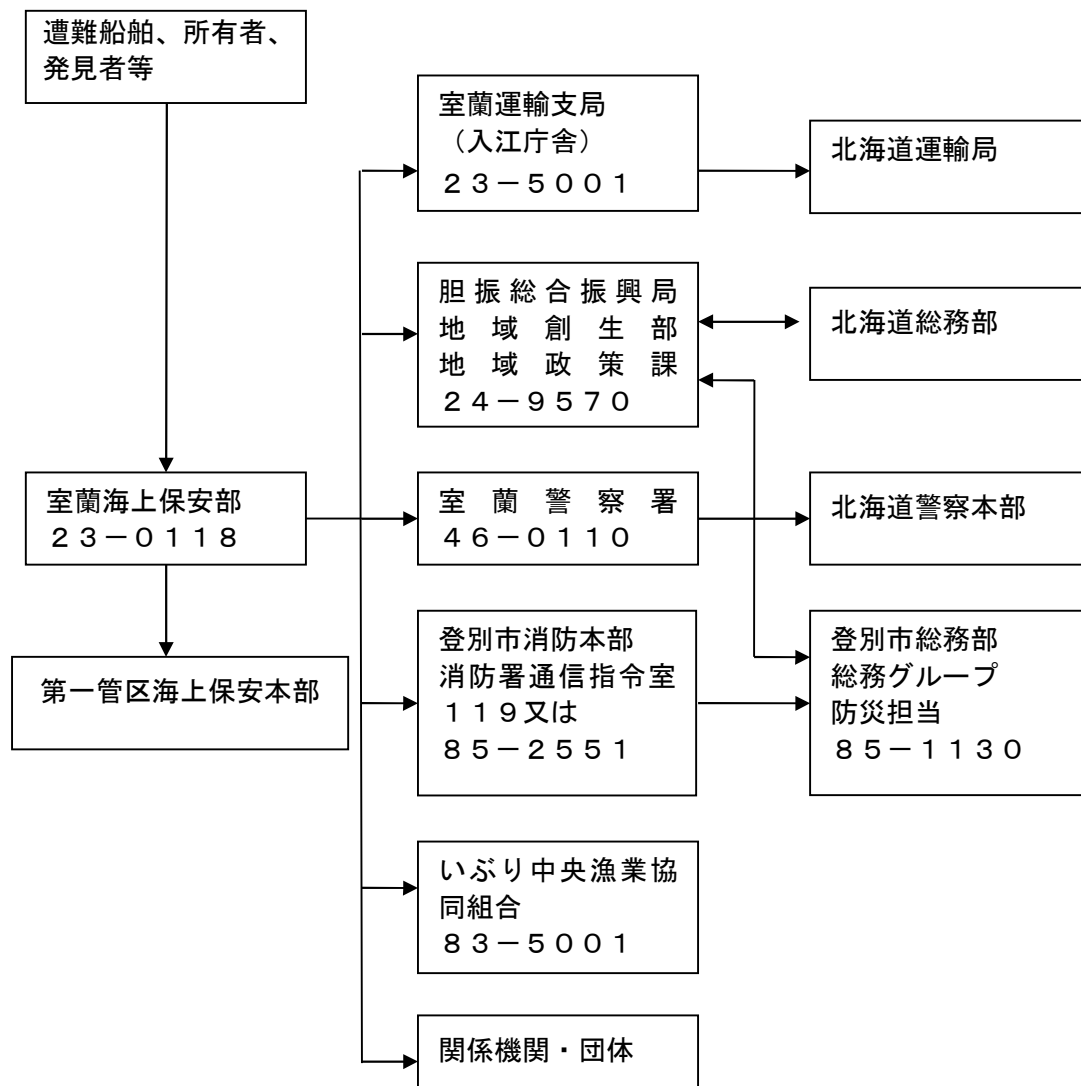 遭難船舶、所有者、
発見者等
室蘭運輸支局
（入江庁舎）
２３－５００１
北海道運輸局
胆振総合振興局
地域創生部
地域政策課
２４－９５７０
北海道総務部
室蘭海上保安部
２３－０１１８
室蘭警察署
４６－０１１０
北海道警察本部
第一管区海上保安本部
登別市消防本部
消防署通信指令室
１１９又は
８５－２５５１
登別市総務部
総務グループ
防災担当
８５－１１３０
いぶり中央漁業協
同組合
８３－５００１
関係機関・団体